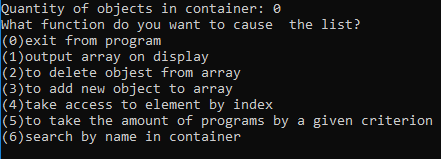 Quantity of objects in container: 0
What function do you want to cause  the list?
(0)exit from program
(1)output array on display
(2)to delete objest from array
(3)to add new object to array
(4)take access to element by index
(5)to take the amount of programs by a given criterion
(6)search by name in container